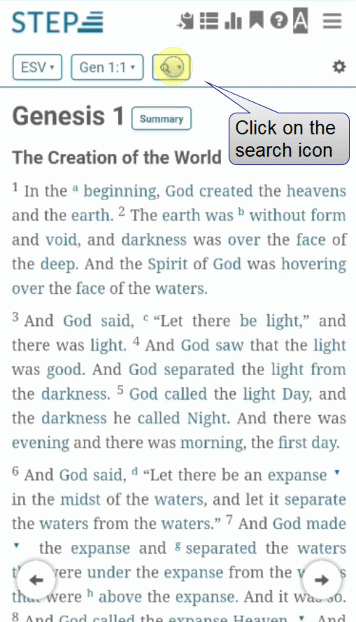 STEP
A
ESV Gen 1:1
Click on the
search icon
Genesis 1 Summary
The Creation of the World
1 In the a beginning, God created the heavens
and the earth. 2 The earth was b without form
and void, and darkness was over the face of
the deep. And the Spirit of God was hovering
over the face of the waters.
3 And God said, c “Let there be light,” and
there was light. 4 And God saw that the light
was good. And God separated the light from
the darkness. 5 God called the light Day, and
the darkness he called Night. And there was
evening and there was morning, the first day.
6 And God said, d “Let there be an expanse
in the midst of the waters, and let it separate
the waters from the waters.” 7 And God made
the expanse and g separated the waters
were under the expanse from the
were h above the expanse. And it was so.
8 And God called the expanse Heaven. And